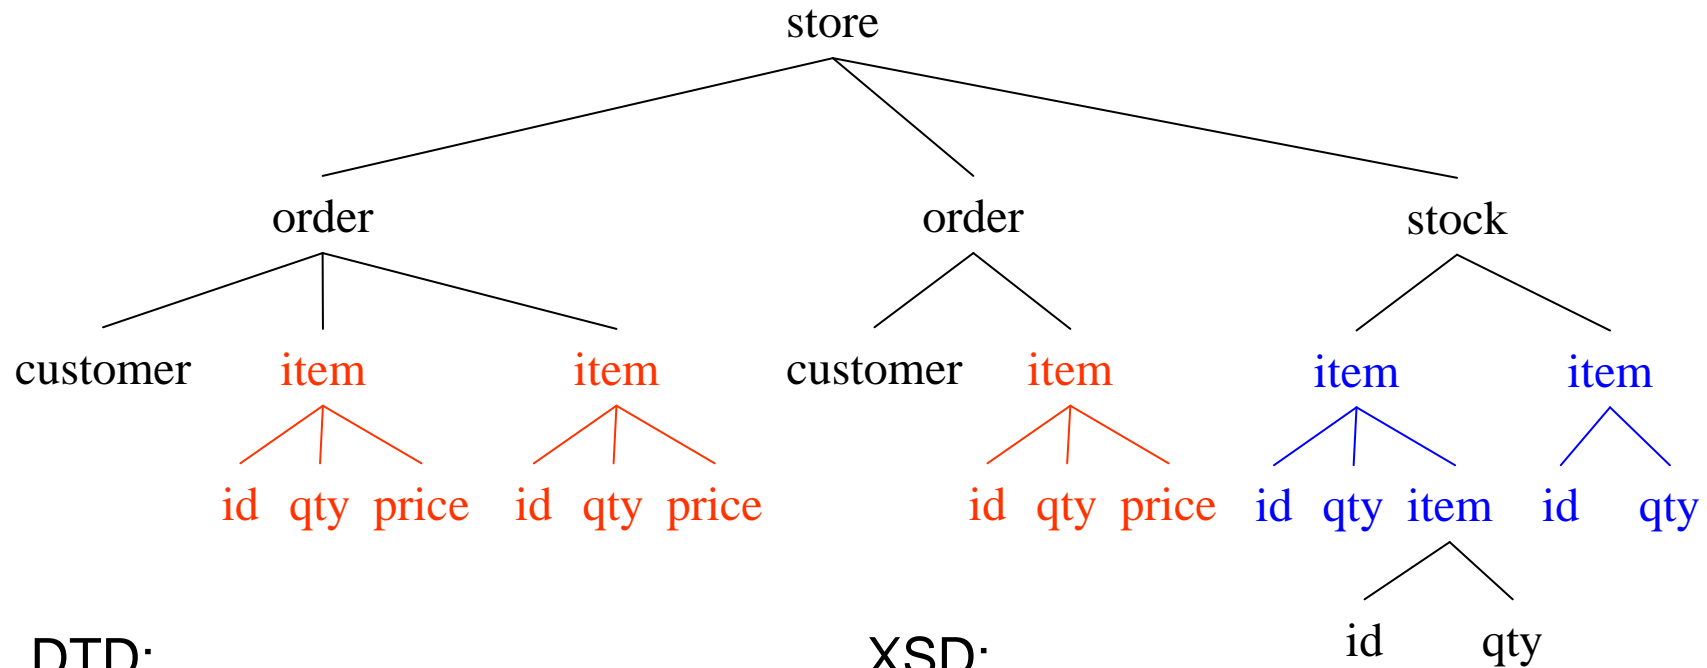 store
order order stock
customer item item customer item item item
id qty price id qty price id qty price id qty item id qty
id qty
DTD: XSD: